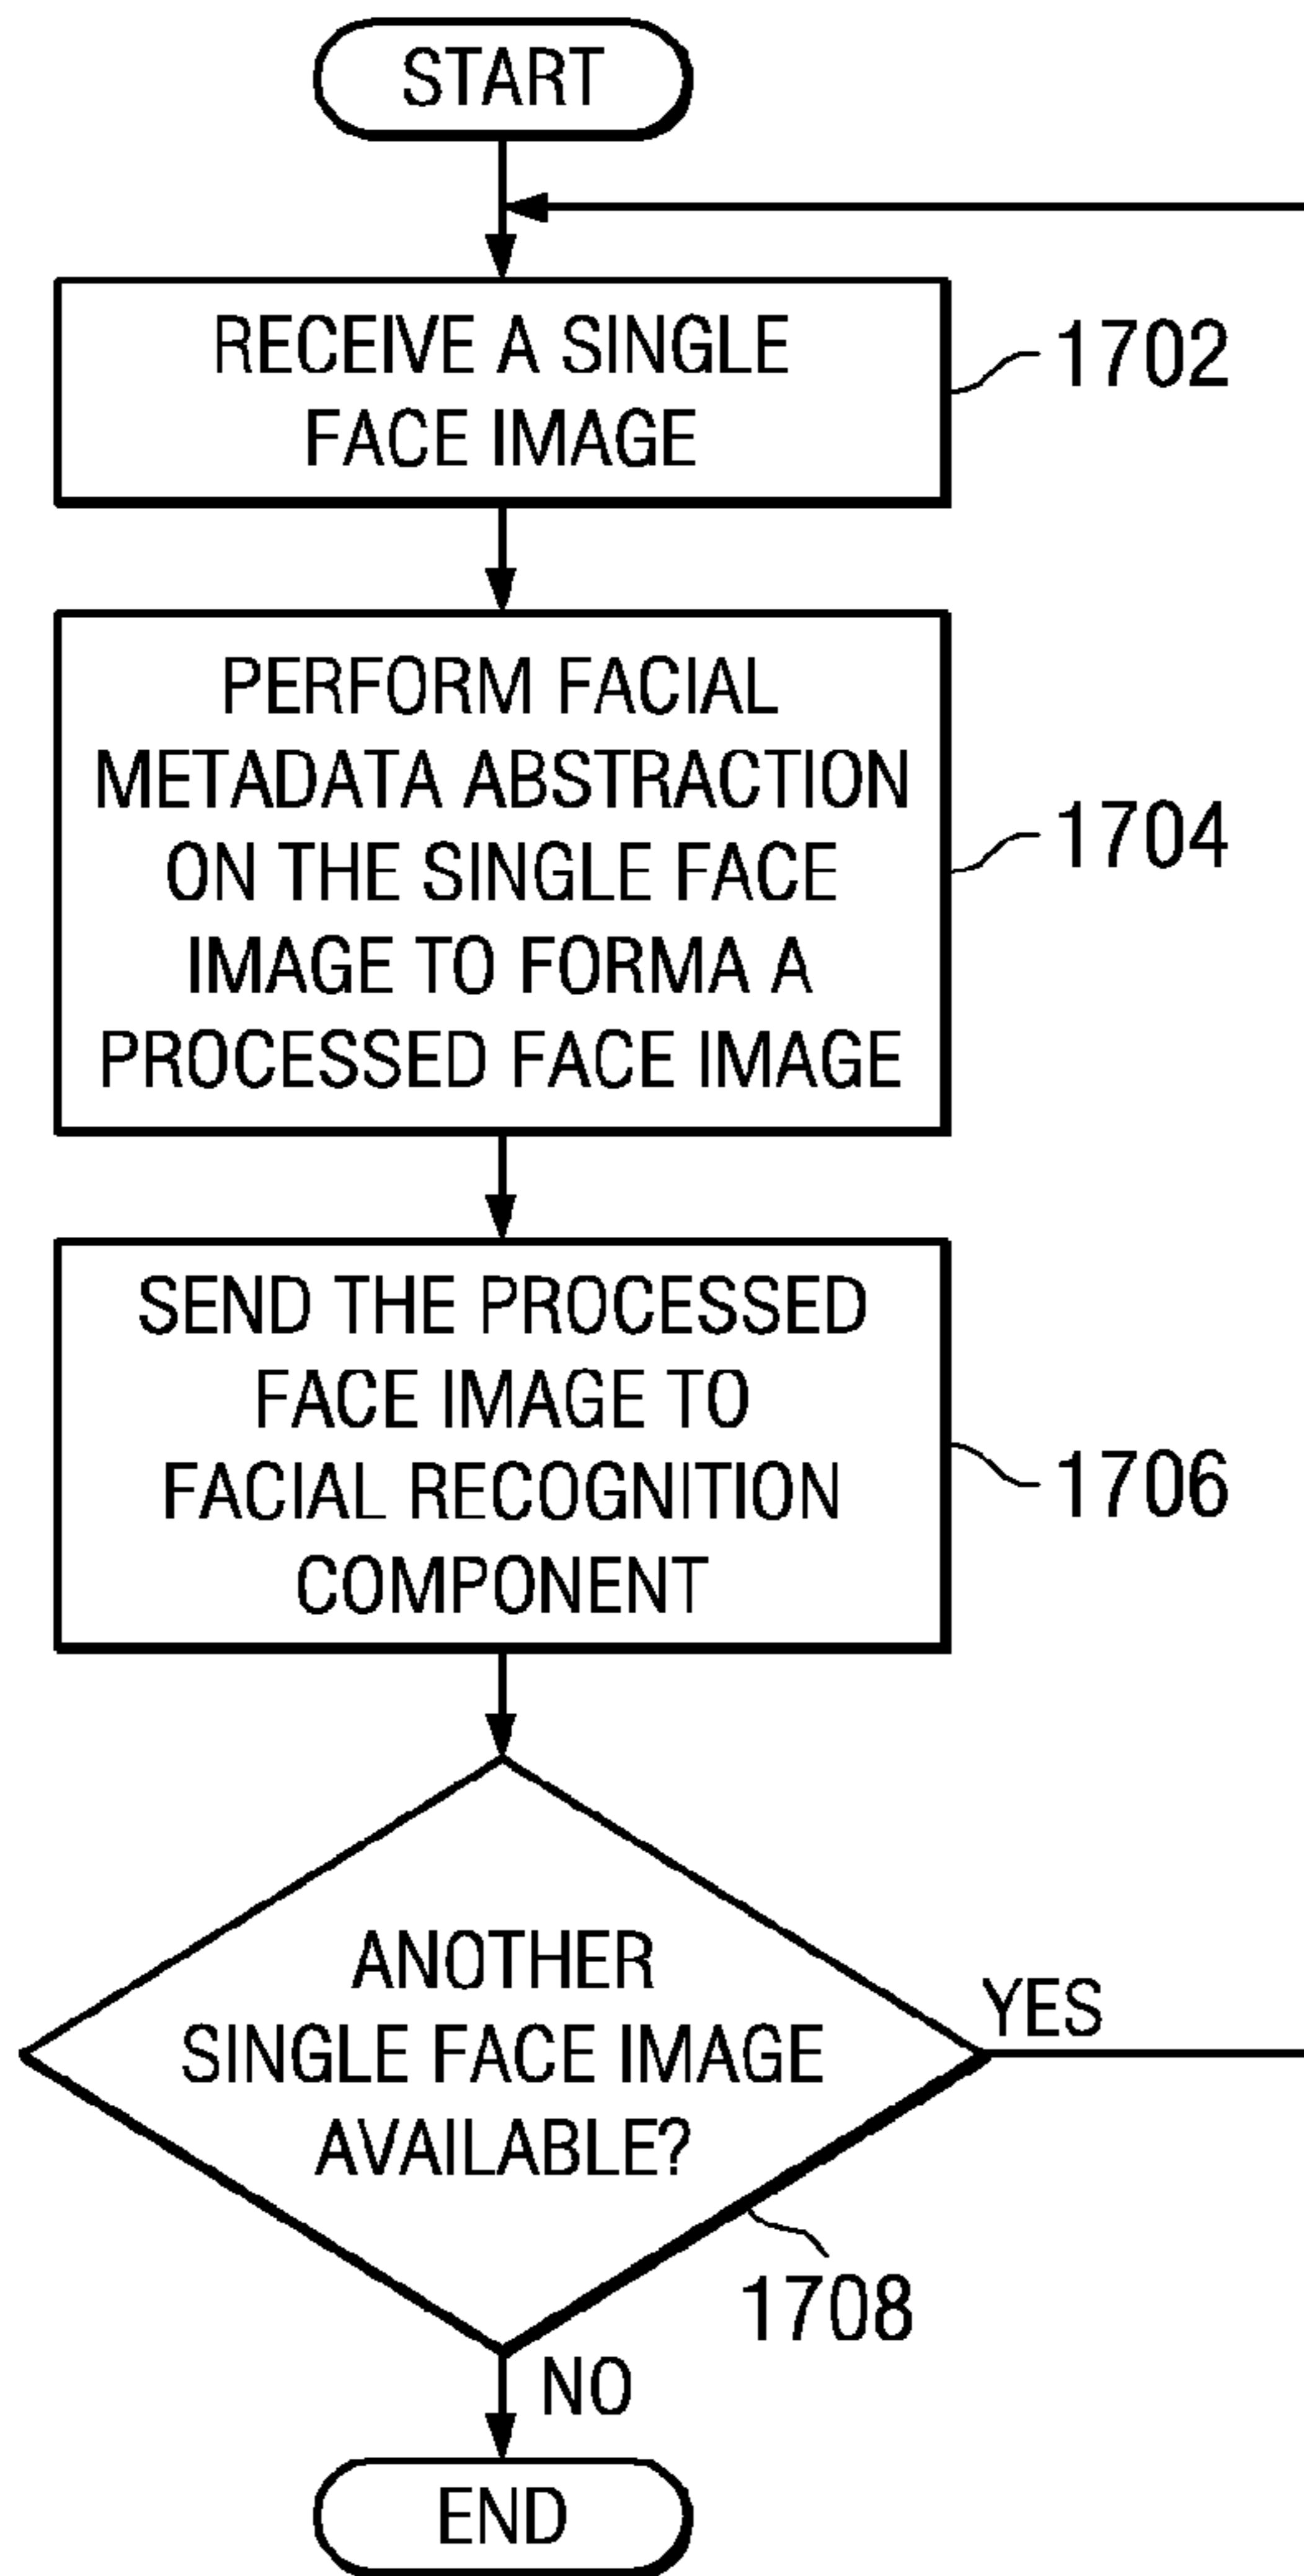 START
RECEIVE A SINGLE
FACE IMAGE
1702
PERFORM FACIAL
METADATA ABSTRACTION
ON THE SINGLE FACE
IMAGE TO FORMA A
PROCESSED FACE IMAGE
1704
SEND THE PROCESSED
FACE IMAGE TO
FACIAL RECOGNITION
COMPONENT
1706
ANOTHER
SINGLE FACE IMAGE
AVAILABLE?
YES
1708
NO
END